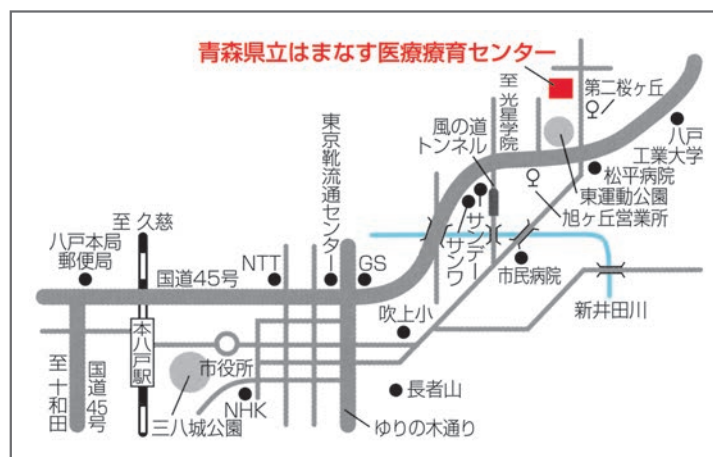 青森県立はまなす医療療育センター
至 光星学院
第二桜ヶ丘
風の道
トンネル
八戸
工業大学
松平病院
東運動公園
旭ヶ丘営業所
東京靴流通センター
サンデー
サンワ
至 久慈
八戸本局
郵便局
国道45号
NTT
GS
市民病院
新井田川
吹上小
本八戸駅
市役所
至 十和田
国道45号
三八城公園
NHK
長者山
ゆりの木通り